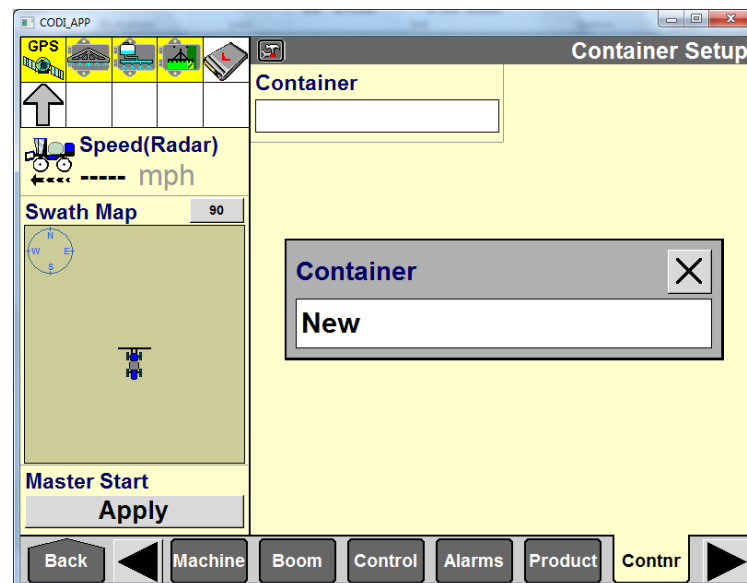 CODI_APP
GPS
L
Container Setup
Container
Speed(Radar)
----- mph
Swath Map
90
N
W E
S
Container
New
Master Start
Apply
Back
Machine
Boom
Control
Alarms
Product
Contnr